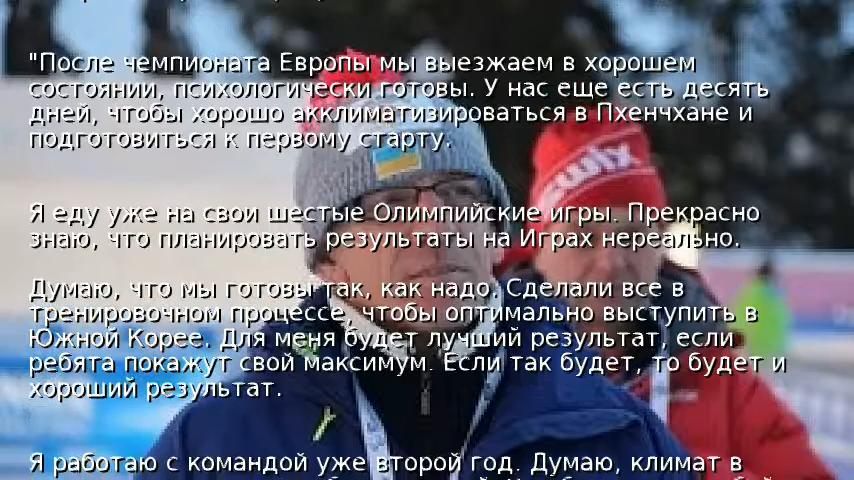 "После чемпионата Европы мы выезжаем в хорошем
состоянии, психологически готовы. У нас еще есть десять
дней, чтобы хорошо акклиматизироваться в Пхенчхане и
подготовиться к первому старту.
swix
Я еду уже на свои шестые Олимпийские игры. Прекрасно
знаю, что планировать результаты на Играх нереально.
Думаю, что мы готовы так, как надо. Сделали все в
тренировочном процессе, чтобы оптимально выступить в
Южной Корее. Для меня будет лучший результат, если
ребята покажут свой максимум. Если так будет, то будет и
хороший результат.
Я работаю с командой уже второй год. Думаю, климат в